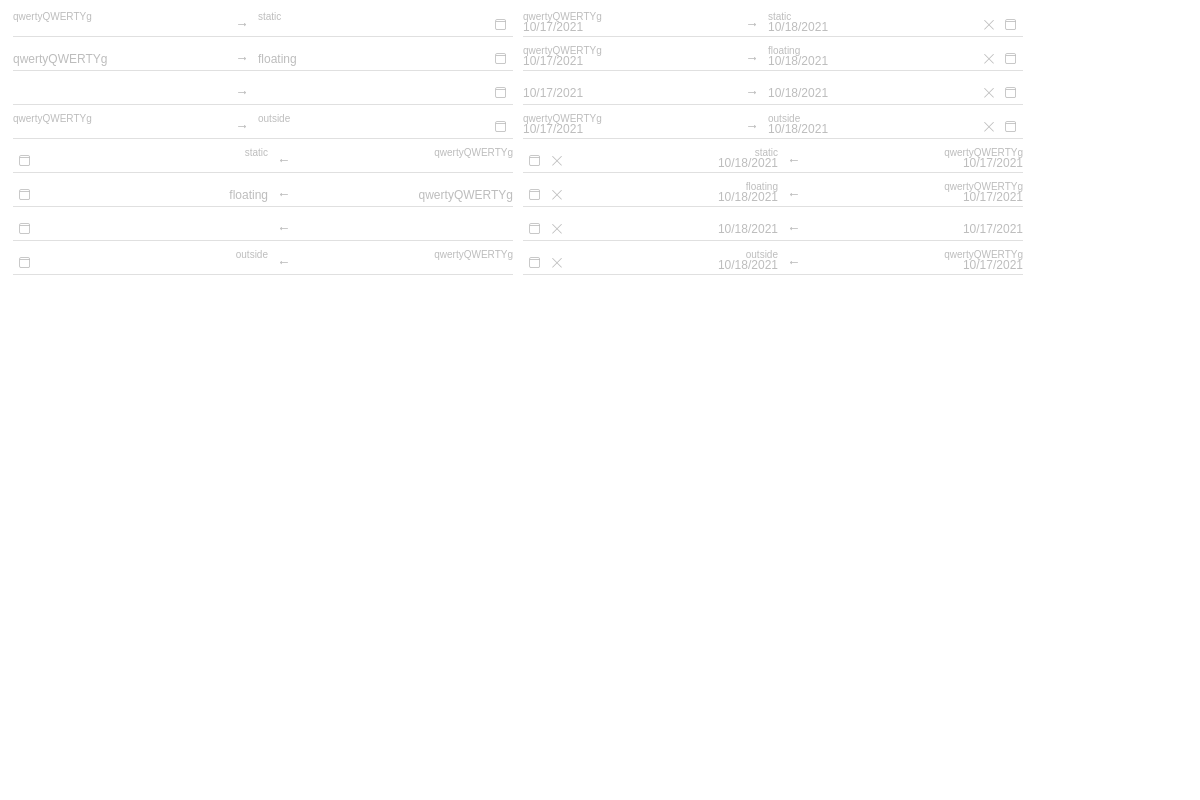 qwertyQWERTYg → static qwertyQWERTYg 10/17/2021 → static 10/18/2021
qwertyQWERTYg → floating qwertyQWERTYg 10/17/2021 → floating 10/18/2021
→ 10/17/2021 → 10/18/2021
qwertyQWERTYg → outside qwertyQWERTYg 10/17/2021 → outside 10/18/2021
static ← qwertyQWERTYg static 10/18/2021 ← qwertyQWERTYg 10/17/2021
floating ← qwertyQWERTYg floating 10/18/2021 ← qwertyQWERTYg 10/17/2021
← 10/18/2021 ← 10/17/2021
outside ← qwertyQWERTYg outside 10/18/2021 ← qwertyQWERTYg 10/17/2021